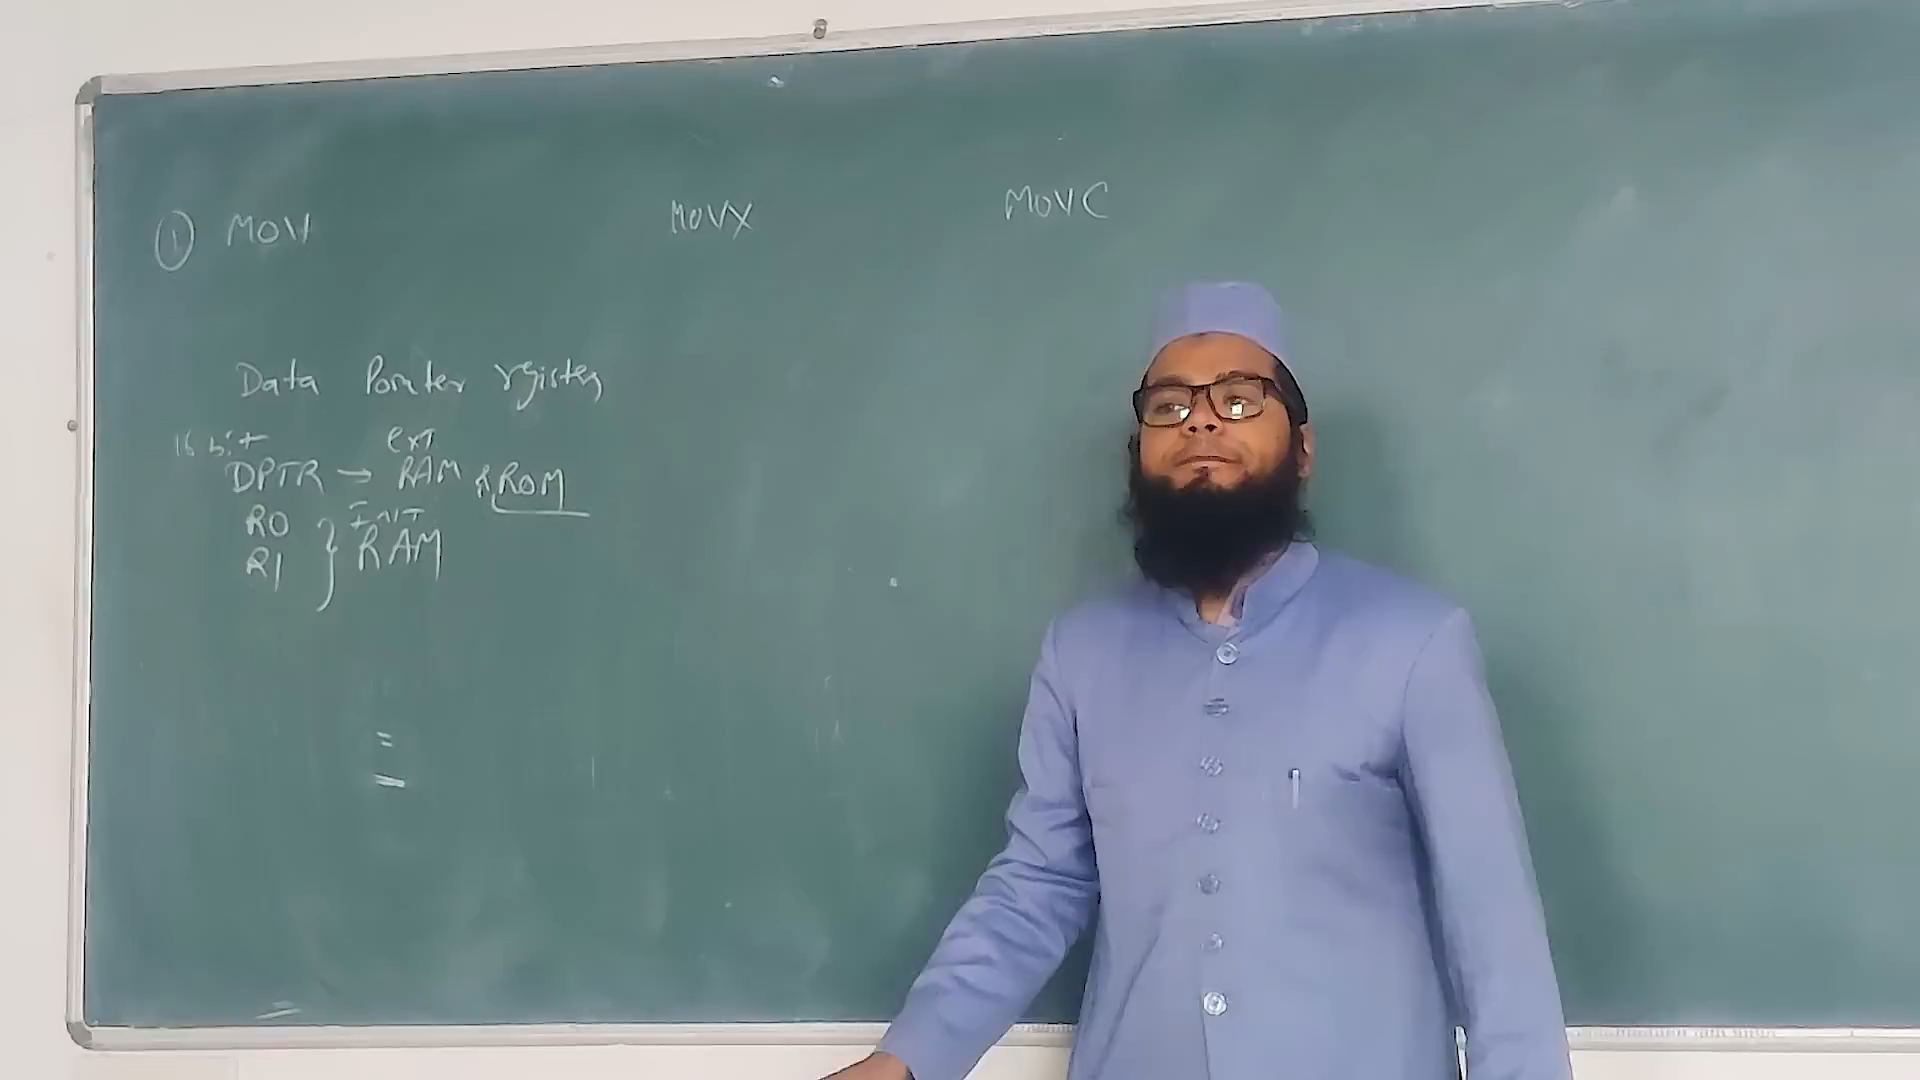 ① MOV MOVX MOVC
Data Pointer register
16 bit ext
DPTR → RAM & ROM
R0 Int
R1 } RAM